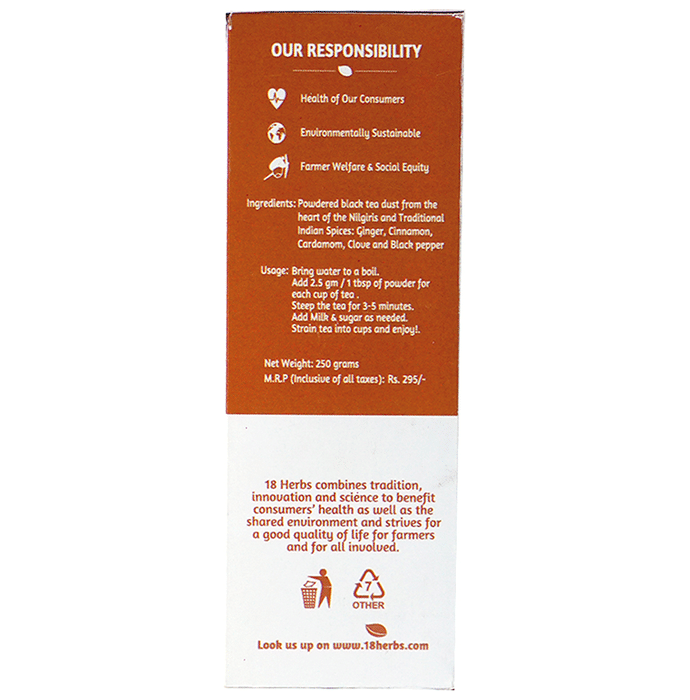 OUR RESPONSIBILITY
Health of Our Consumers
Environmentally Sustainable
Farmer Welfare & Social Equity
Ingredients: Powdered black tea dust from the
heart of the Nilgiris and Traditional
Indian Spices: Ginger, Cinnamon,
Cardamom, Clove and Black pepper
Usage: Bring water to a boil.
Add 2.5 gm / 1 tbsp of powder for
each cup of tea .
Steep the tea for 3-5 minutes.
Add Milk & sugar as needed.
Strain tea into cups and enjoy!.
Net Weight: 250 grams
M.R.P (Inclusive of all taxes): Rs. 295/-
18 Herbs combines tradition,
innovation and science to benefit
consumers' health as well as the
shared environment and strives for
a good quality of life for farmers
and for all involved.
7
OTHER
Look us up on www.18herbs.com